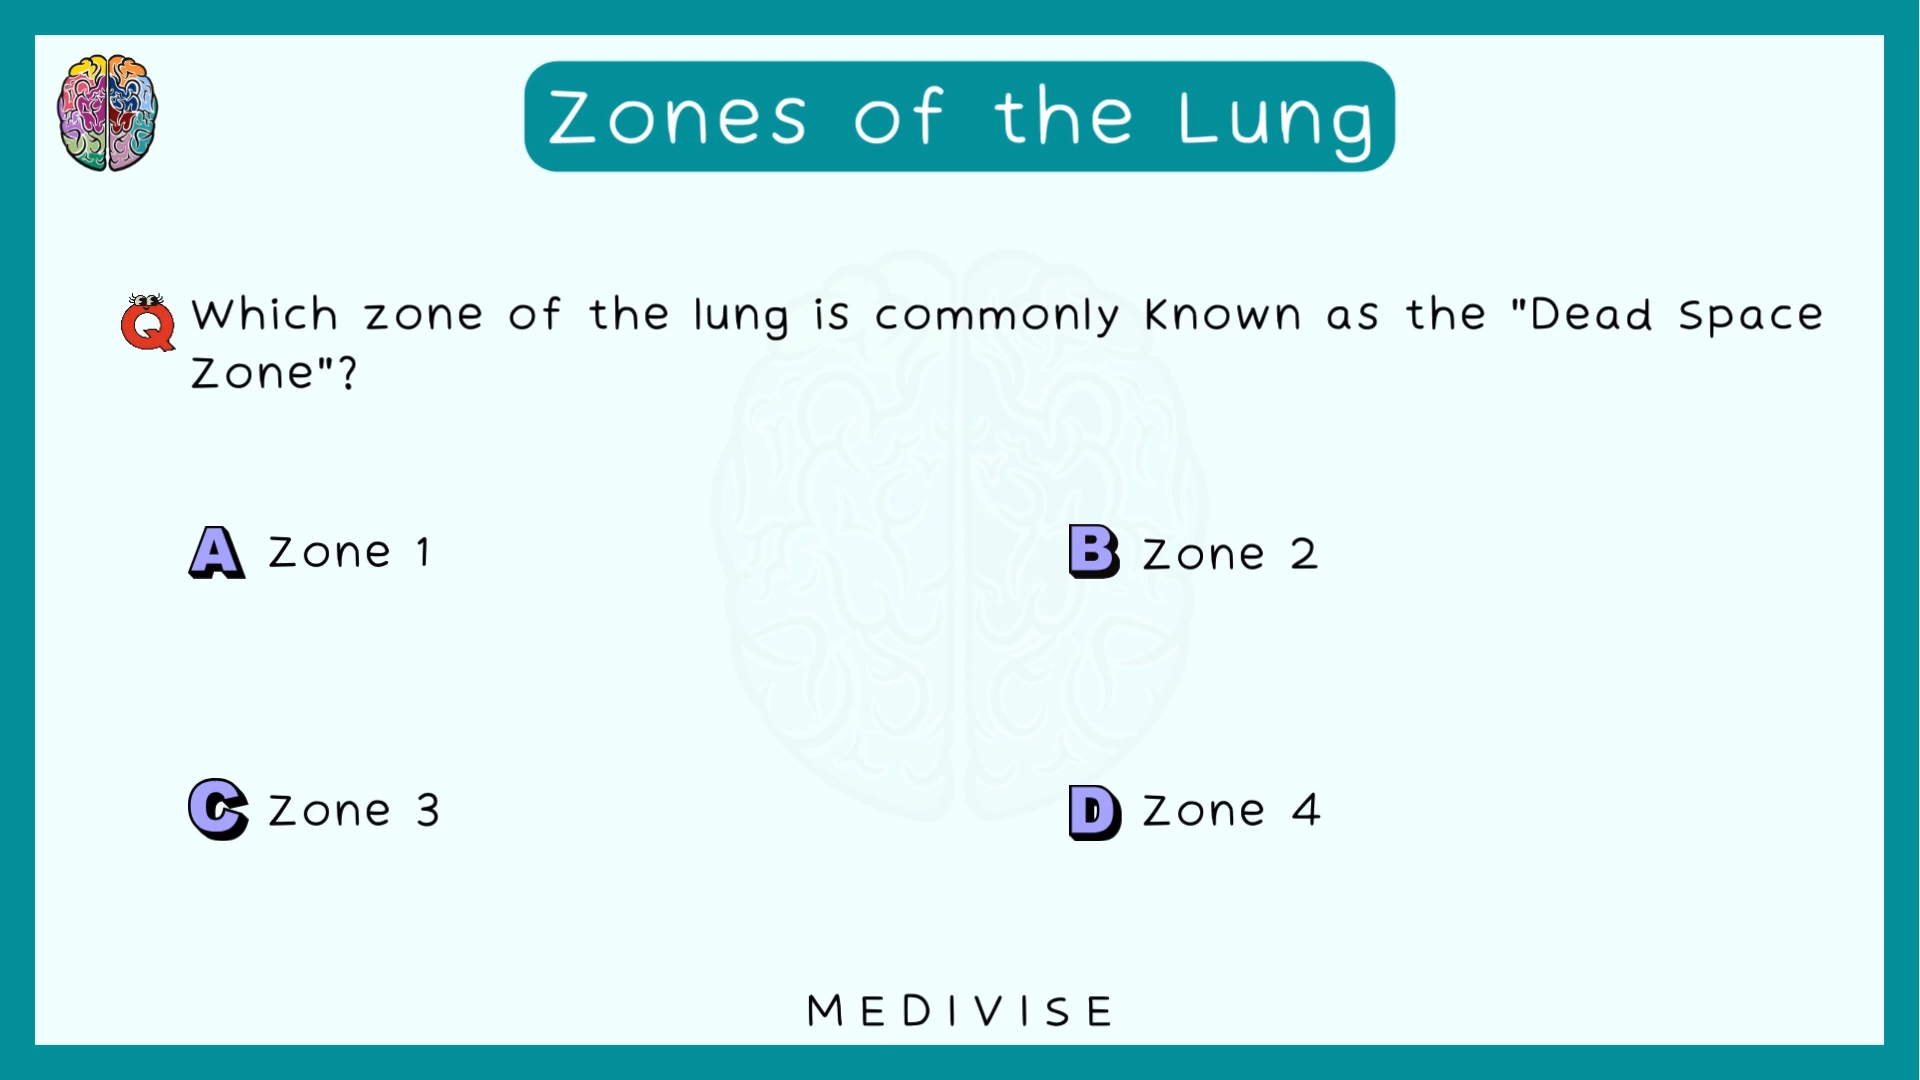 Zones of the Lung
Q Which zone of the lung is commonly known as the "Dead Space
Zone"?
A Zone 1
B Zone 2
C Zone 3
D Zone 4
MEDIVISE